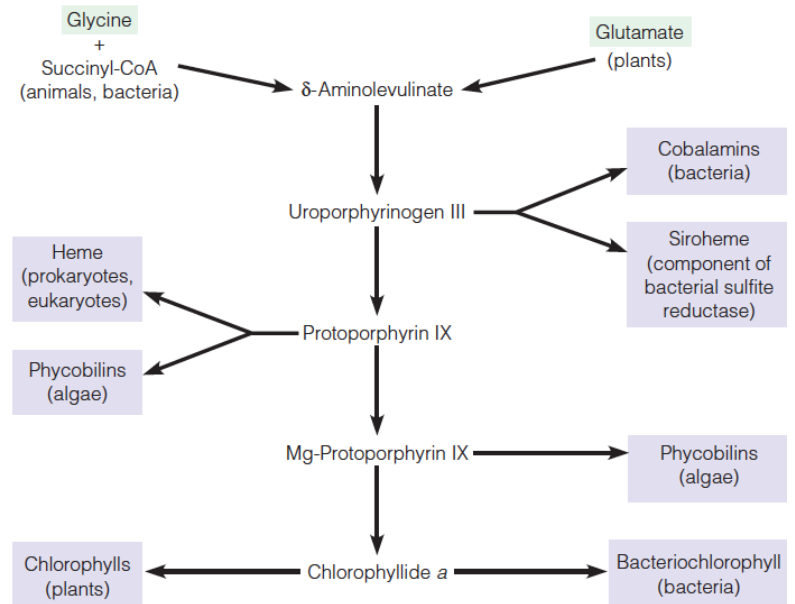 Glycine
+
Succinyl-CoA
(animals, bacteria)
Glutamate
(plants)
δ-Aminolevulinate
Cobalamins
(bacteria)
Uroporphyrinogen III
Siroheme
(component of
bacterial sulfite
reductase)
Heme
(prokaryotes,
eukaryotes)
Protoporphyrin IX
Phycobilins
(algae)
Mg-Protoporphyrin IX
Phycobilins
(algae)
Chlorophylls
(plants)
Chlorophyllide a
Bacteriochlorophyll
(bacteria)